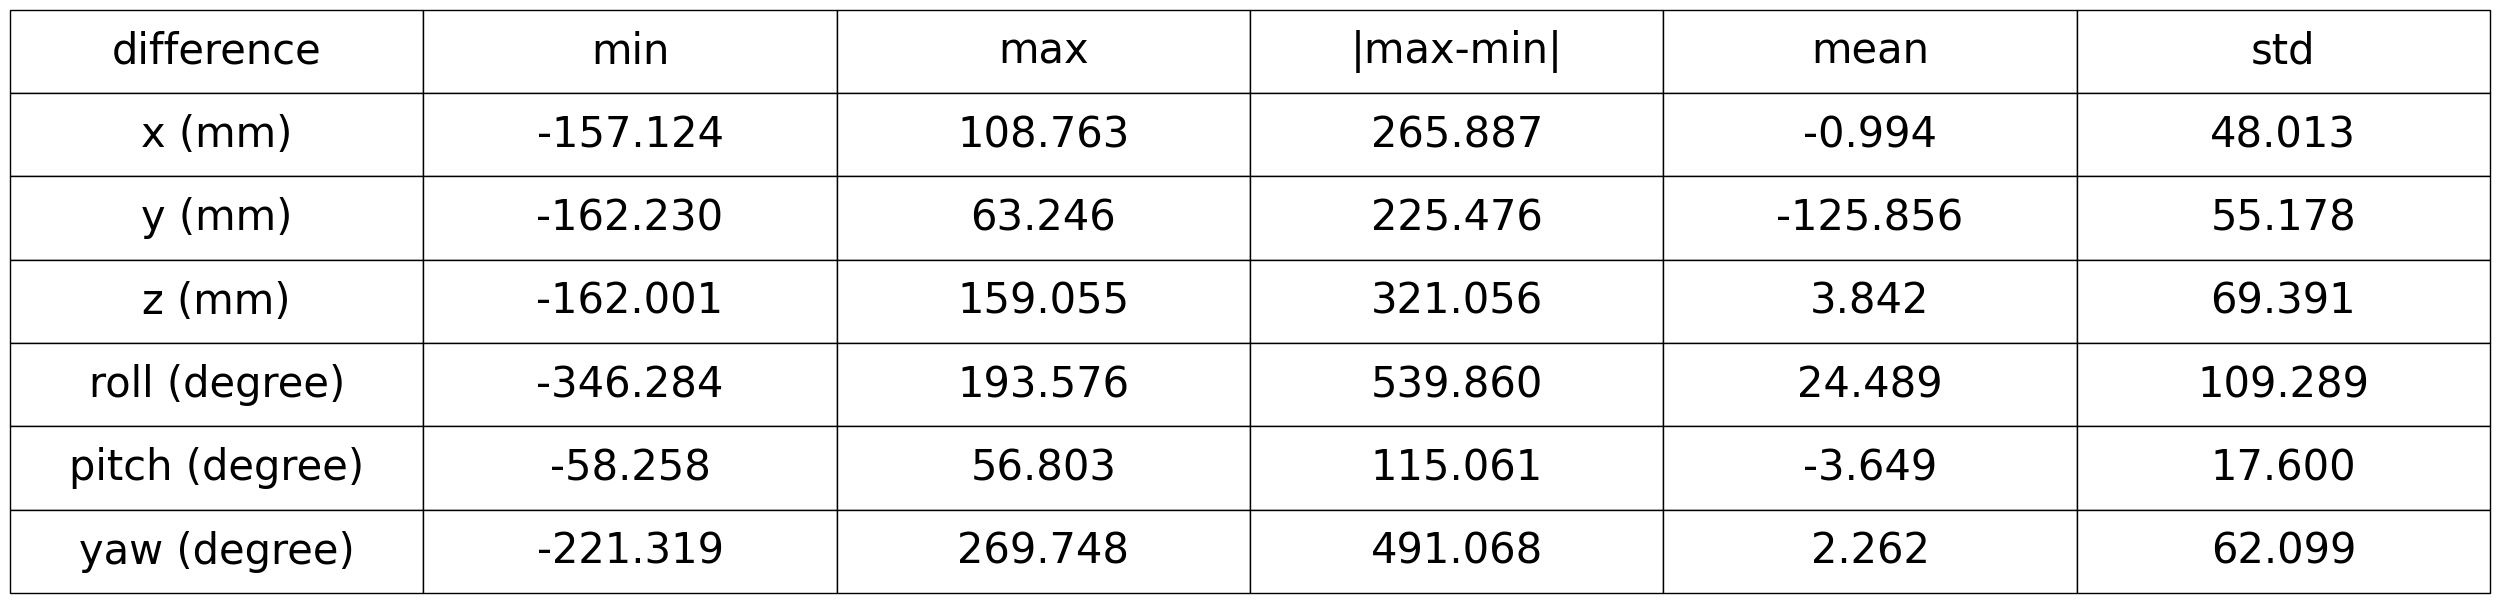 difference min max |max-min| mean std
x (mm) -157.124 108.763 265.887 -0.994 48.013
y (mm) -162.230 63.246 225.476 -125.856 55.178
z (mm) -162.001 159.055 321.056 3.842 69.391
roll (degree) -346.284 193.576 539.860 24.489 109.289
pitch (degree) -58.258 56.803 115.061 -3.649 17.600
yaw (degree) -221.319 269.748 491.068 2.262 62.099